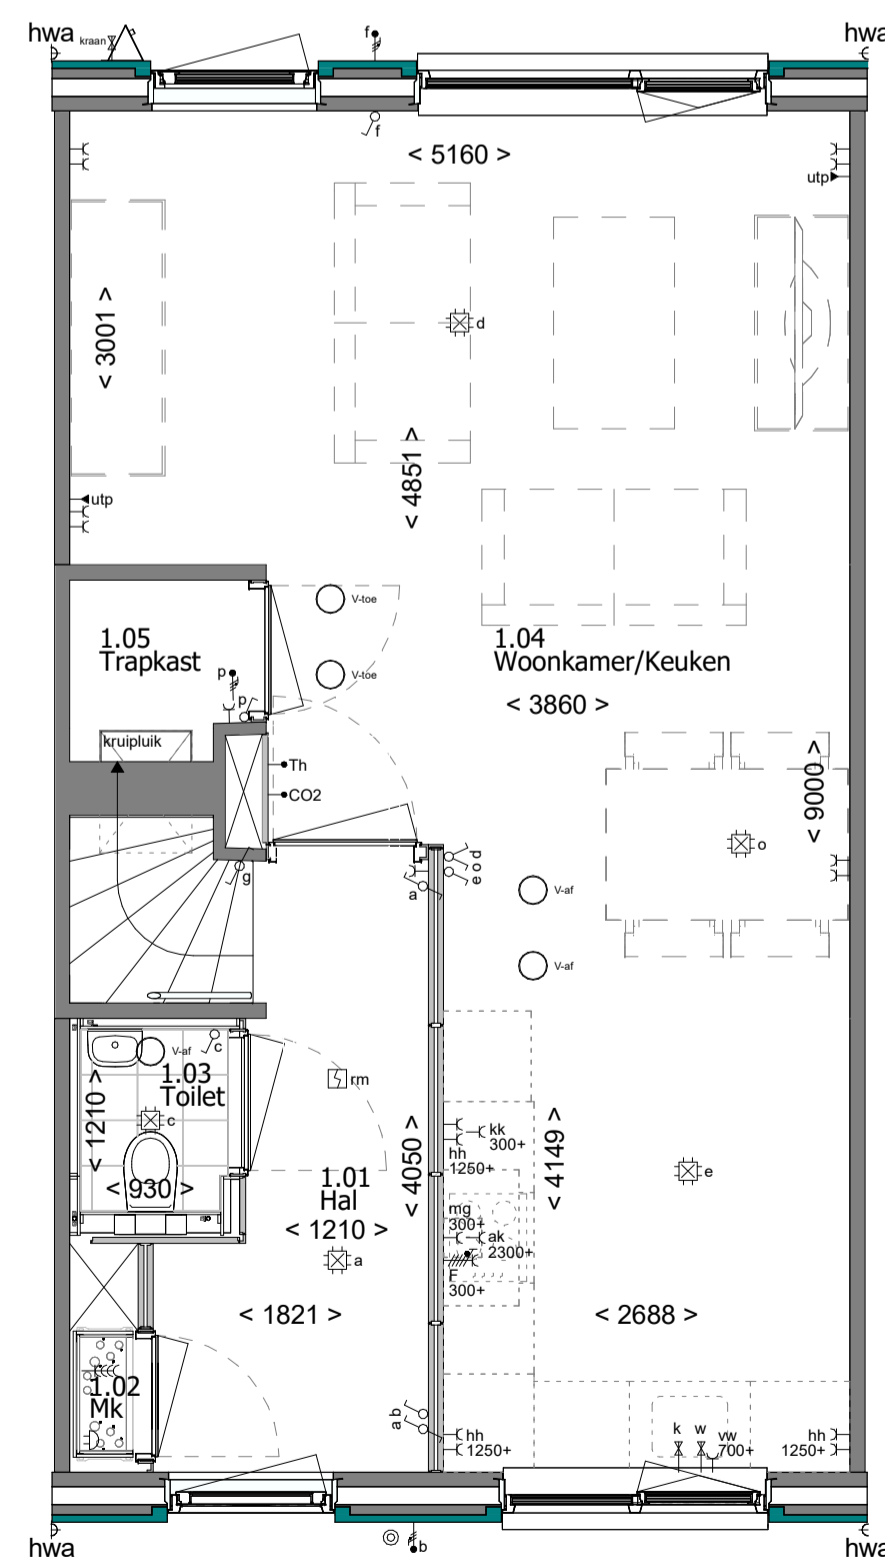 hwa
kraan
f
hwa
f
< 5160 >
utp
< 3001 >
d
< 4851 >
utp
V-toe
1.05
Trapkast
1.04
Woonkamer/Keuken
p
V-toe
p
< 3860 >
kruipluik
Th
CO2
< 9000 >
o
g
a
d
e o
V-af
V-af
c
V-af
1.03
Toilet
rm
c
< 1210 >
< 930 >
1.01
Hal
< 1210 >
< 4050 >
kk
300+
hh
1250+
< 4149 >
e
mg
300+
ak
2300+
F
300+
a
< 1821 >
< 2688 >
1.02
Mk
a b
hh
1250+
k
w
vw
700+
hh
1250+
hwa
b
hwa